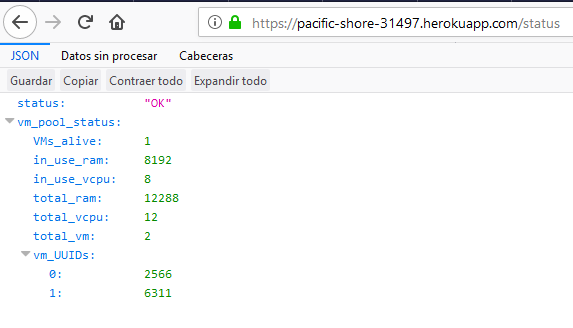 https://pacific-shore-31497.herokuapp.com/status
JSON Datos sin procesar Cabeceras
Guardar Copiar Contraer todo Expandir todo
status: "OK"
vm_pool_status:
VMs_alive: 1
in_use_ram: 8192
in_use_vcpu: 8
total_ram: 12288
total_vcpu: 12
total_vm: 2
vm_UUIDs:
0: 2566
1: 6311